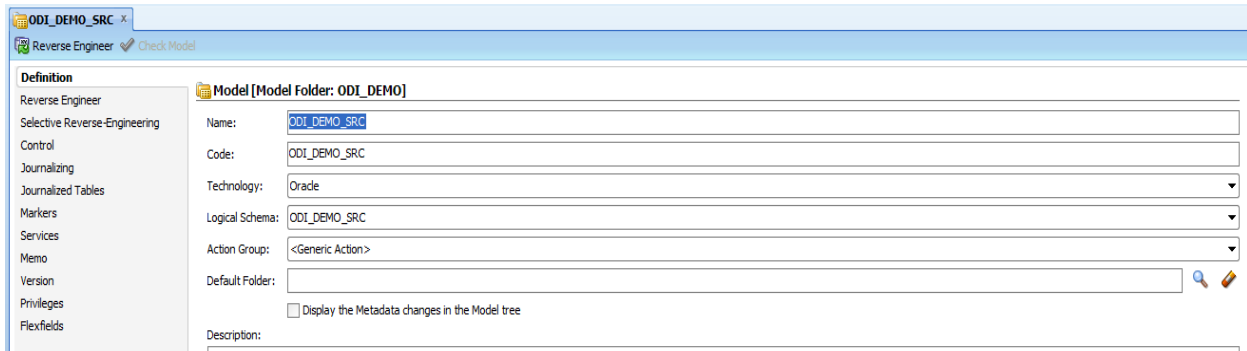 ODI_DEMO_SRC x
Reverse Engineer Check Model
Definition
Reverse Engineer
Selective Reverse-Engineering
Control
Journalizing
Journalized Tables
Markers
Services
Memo
Version
Privileges
Flexfields
Model [Model Folder: ODI_DEMO]
Name: ODI_DEMO_SRC
Code: ODI_DEMO_SRC
Technology: Oracle
Logical Schema: ODI_DEMO_SRC
Action Group: <Generic Action>
Default Folder:
Display the Metadata changes in the Model tree
Description: